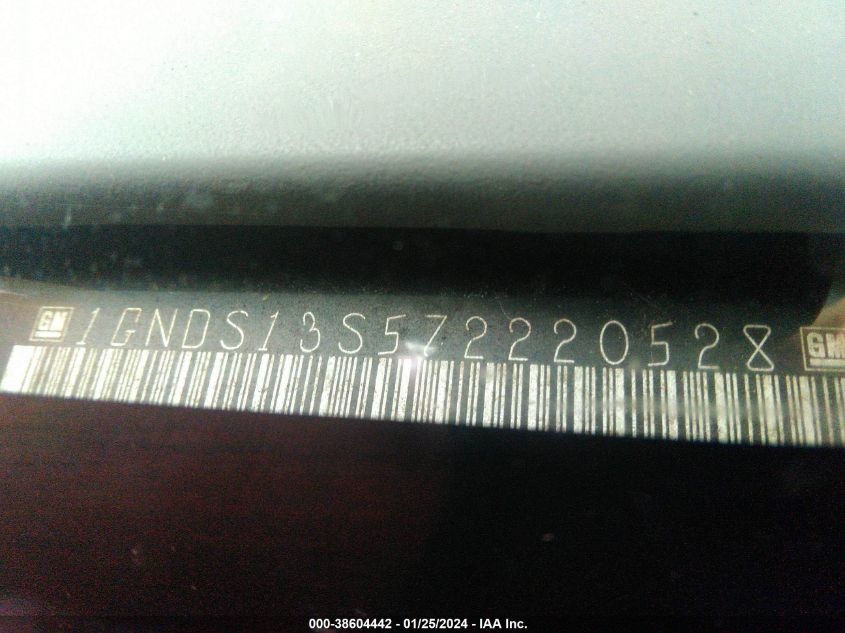 GM 1GNDS13S572220528 GM
000-38604442 - 01/25/2024 - IAA Inc.